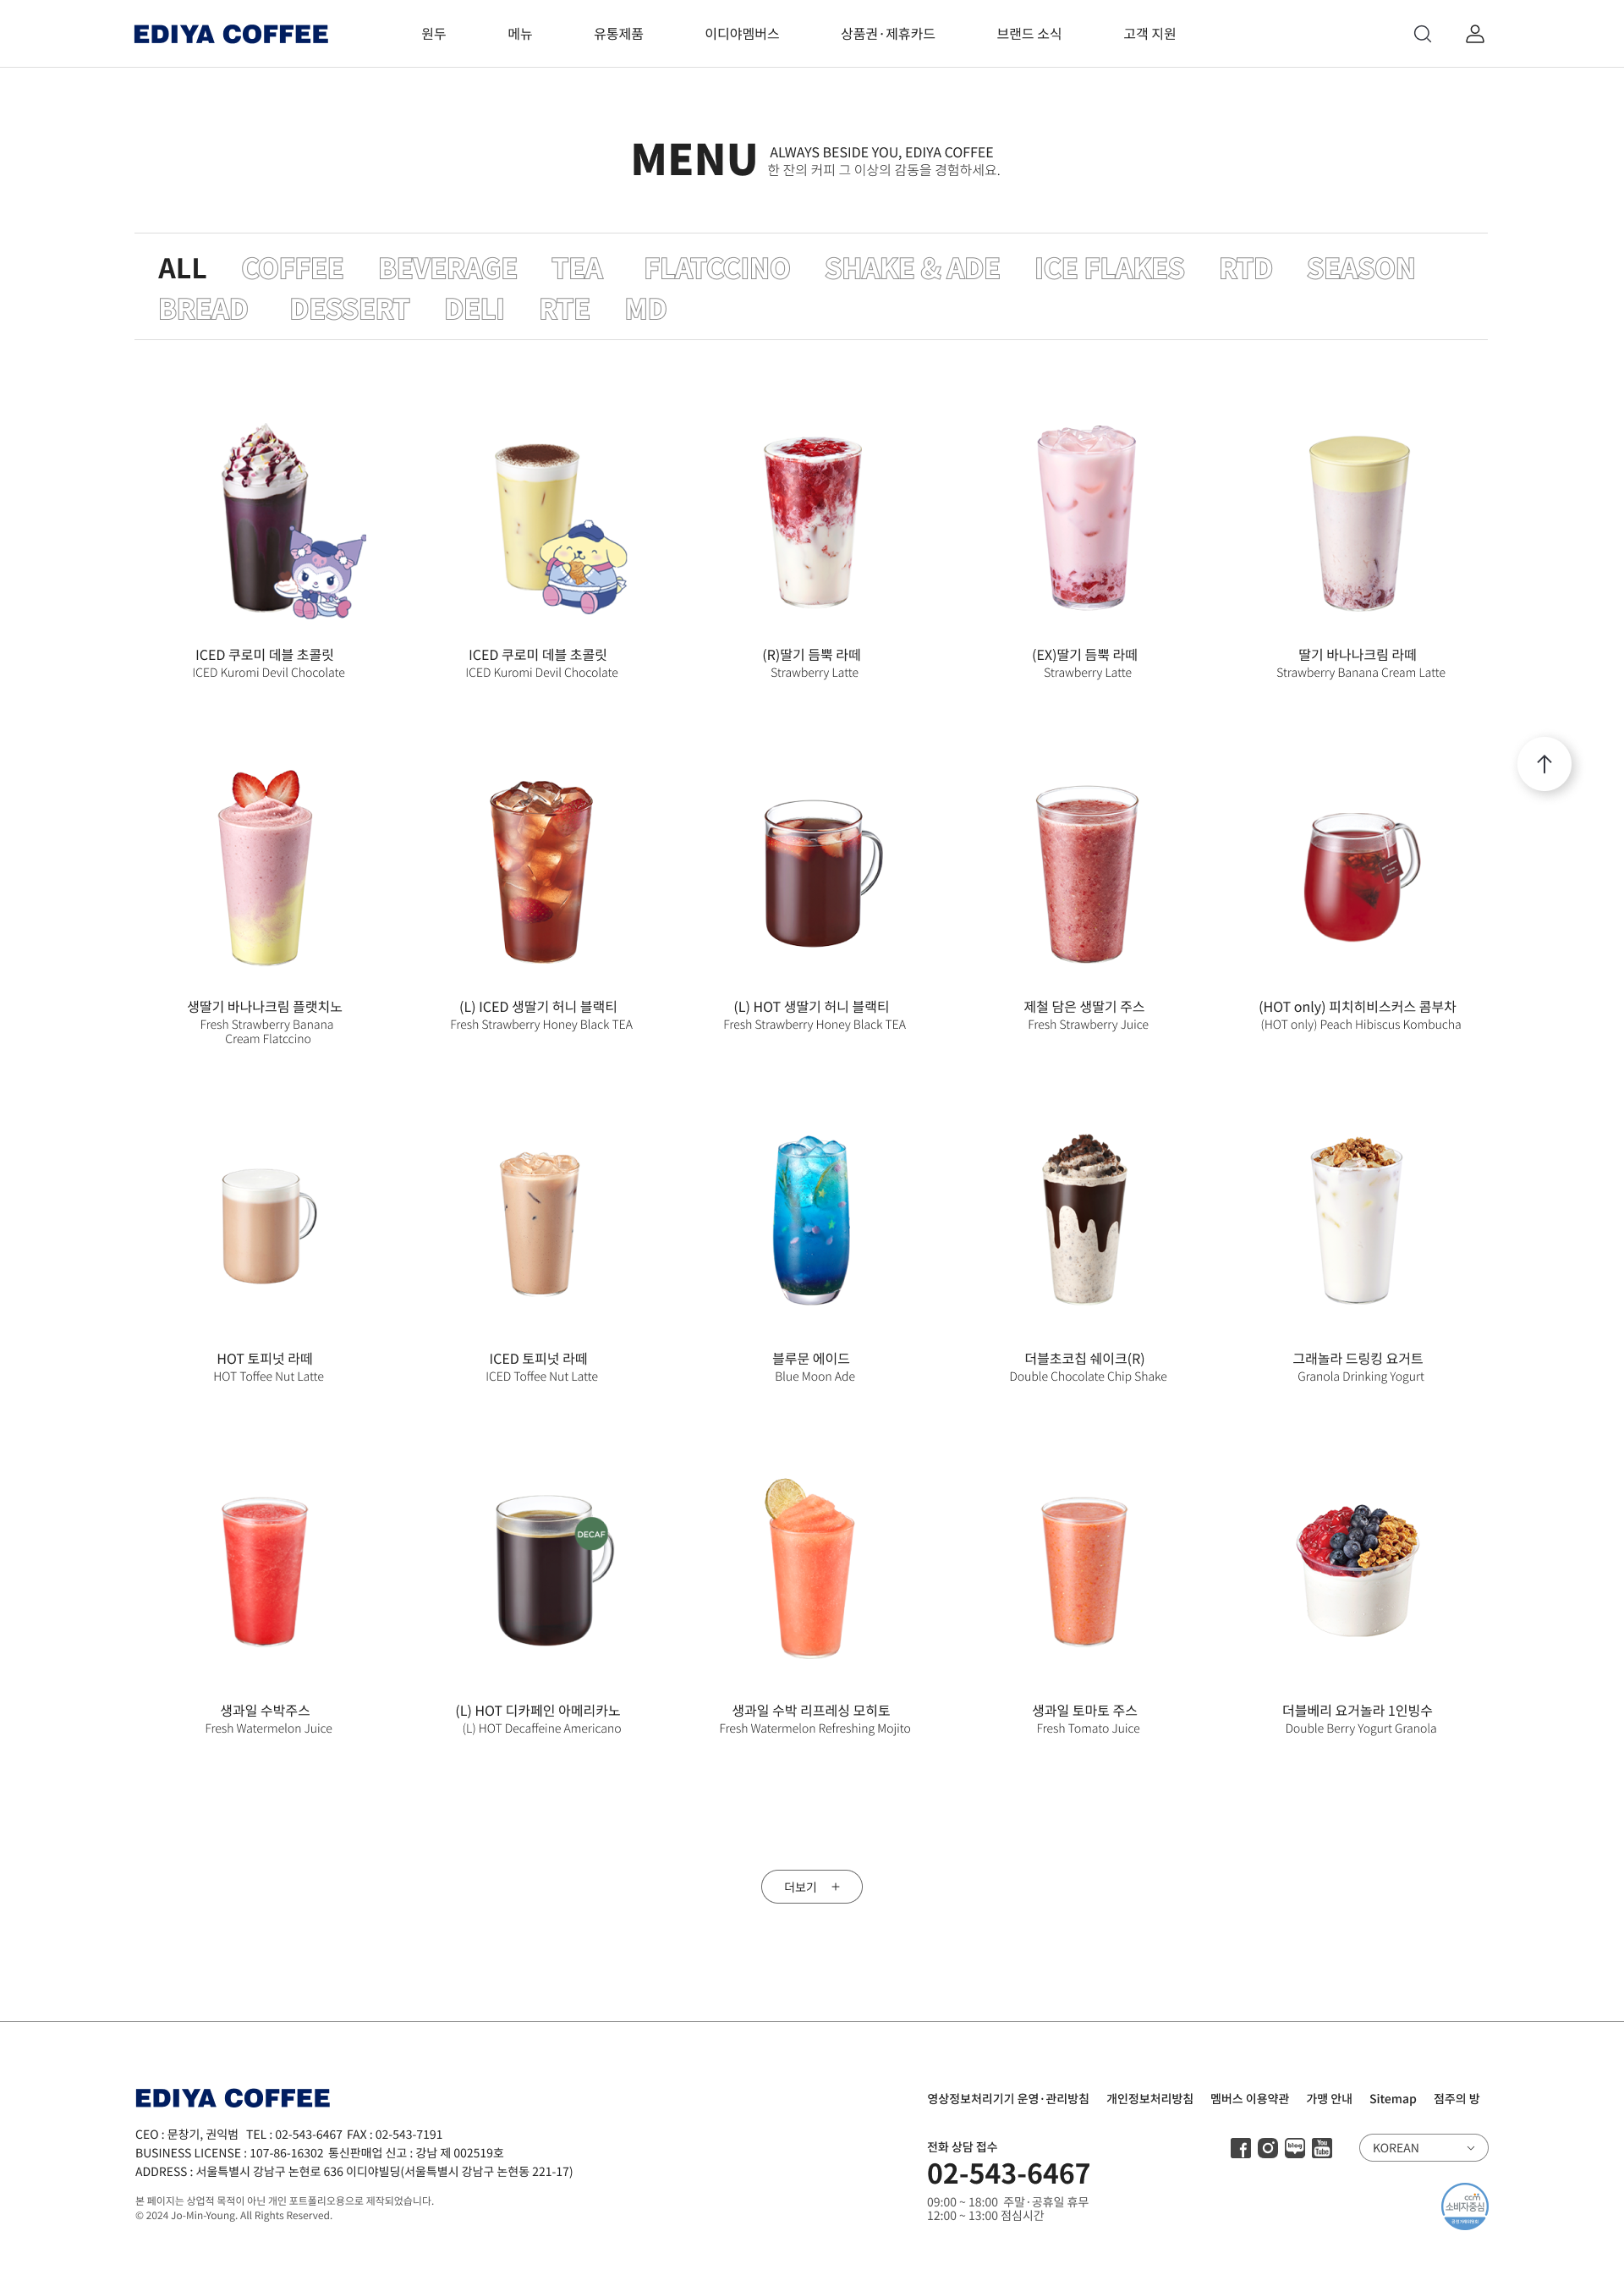 EDIYA COFFEE 원두 메뉴 유통제품 이디야멤버스 상품권·제휴카드 브랜드 소식 고객 지원
MENU ALWAYS BESIDE YOU, EDIYA COFFEE
한 잔의 커피 그 이상의 감동을 경험하세요.
ALL COFFEE BEVERAGE TEA FLATCCINO SHAKE & ADE ICE FLAKES RTD SEASON
BREAD DESSERT DELI RTE MD
ICED 쿠로미 데블 초콜릿
ICED Kuromi Devil Chocolate
ICED 쿠로미 데블 초콜릿
ICED Kuromi Devil Chocolate
(R)딸기 듬뿍 라떼
Strawberry Latte
(EX)딸기 듬뿍 라떼
Strawberry Latte
딸기 바나나크림 라떼
Strawberry Banana Cream Latte
생딸기 바나나크림 플랫치노
Fresh Strawberry Banana
Cream Flatccino
(L) ICED 생딸기 허니 블랙티
Fresh Strawberry Honey Black TEA
(L) HOT 생딸기 허니 블랙티
Fresh Strawberry Honey Black TEA
제철 담은 생딸기 주스
Fresh Strawberry Juice
(HOT only) 피치히비스커스 콤부차
(HOT only) Peach Hibiscus Kombucha
HOT 토피넛 라떼
HOT Toffee Nut Latte
ICED 토피넛 라떼
ICED Toffee Nut Latte
블루문 에이드
Blue Moon Ade
더블초코칩 쉐이크(R)
Double Chocolate Chip Shake
그래놀라 드링킹 요거트
Granola Drinking Yogurt
생과일 수박주스
Fresh Watermelon Juice
DECAF
(L) HOT 디카페인 아메리카노
(L) HOT Decaffeine Americano
생과일 수박 리프레싱 모히토
Fresh Watermelon Refreshing Mojito
생과일 토마토 주스
Fresh Tomato Juice
더블베리 요거놀라 1인빙수
Double Berry Yogurt Granola
더보기 +
EDIYA COFFEE
CEO : 문창기, 권익범 TEL : 02-543-6467 FAX : 02-543-7191
BUSINESS LICENSE : 107-86-16302 통신판매업 신고 : 강남 제 002519호
ADDRESS : 서울특별시 강남구 논현로 636 이디야빌딩(서울특별시 강남구 논현동 221-17)
본 페이지는 상업적 목적이 아닌 개인 포트폴리오용으로 제작되었습니다.
© 2024 Jo-Min-Young. All Rights Reserved.
영상정보처리기기 운영·관리방침 개인정보처리방침 멤버스 이용약관 가맹 안내 Sitemap 점주의 방
전화 상담 접수
02-543-6467
09:00 ~ 18:00 주말·공휴일 휴무
12:00 ~ 13:00 점심시간
blog
You
Tube
KOREAN
ccm
소비자중심